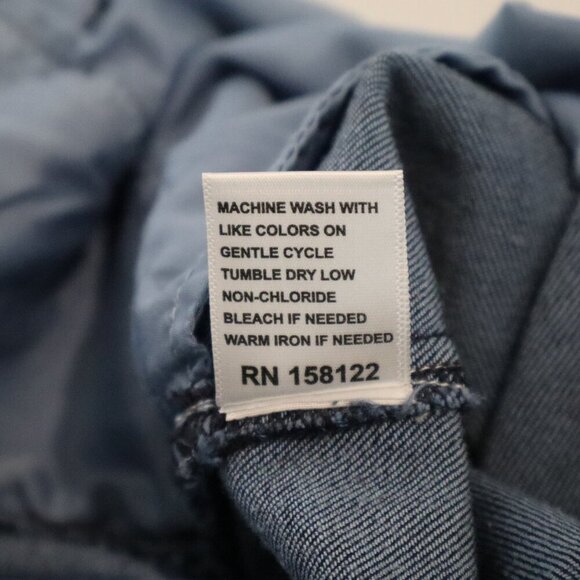 MACHINE WASH WITH
LIKE COLORS ON
GENTLE CYCLE
TUMBLE DRY LOW
NON-CHLORIDE
BLEACH IF NEEDED
WARM IRON IF NEEDED
RN 158122